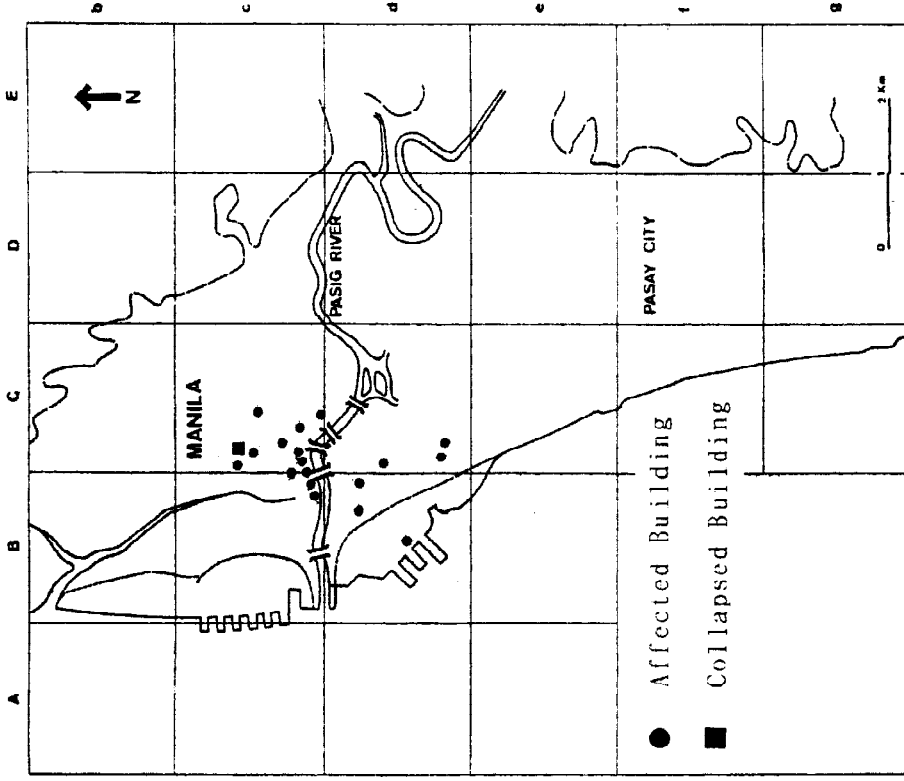 A B C D E
b
N
MANILA
c
PASIG RIVER
d
e
PASAY CITY
f
Affected Building
Collapsed Building
g
0 1 2 Km